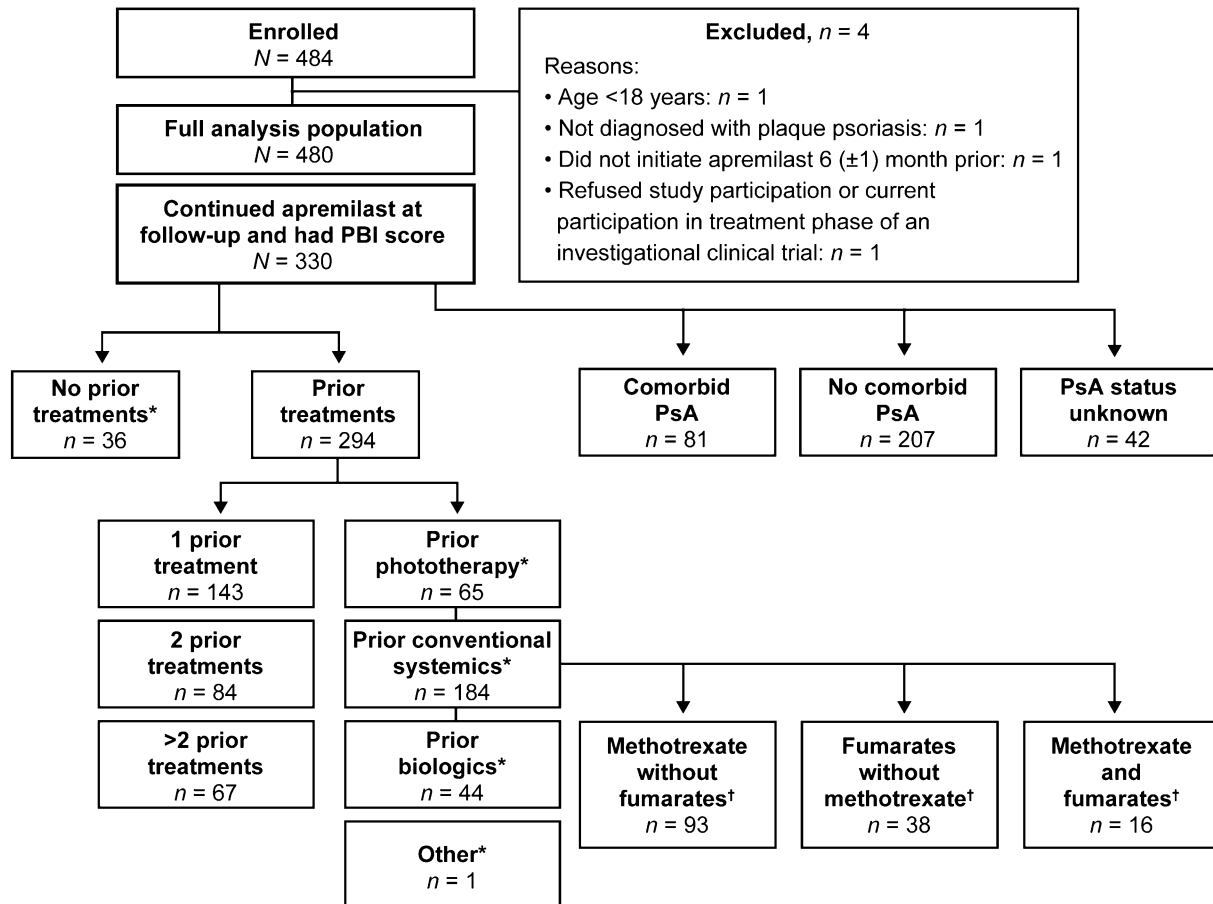 Enrolled
N = 484
Excluded, n = 4
Reasons:
• Age <18 years: n = 1
• Not diagnosed with plaque psoriasis: n = 1
• Did not initiate apremilast 6 (±1) month prior: n = 1
• Refused study participation or current
participation in treatment phase of an
investigational clinical trial: n = 1
Full analysis population
N = 480
Continued apremilast at
follow-up and had PBI score
N = 330
No prior
treatments*
n = 36
Prior
treatments
n = 294
Comorbid
PsA
n = 81
No comorbid
PsA
n = 207
PsA status
unknown
n = 42
1 prior
treatment
n = 143
2 prior
treatments
n = 84
>2 prior
treatments
n = 67
Prior
phototherapy*
n = 65
Prior conventional
systemics*
n = 184
Prior
biologics*
n = 44
Other*
n = 1
Methotrexate
without
fumarates†
n = 93
Fumarates
without
methotrexate†
n = 38
Methotrexate
and
fumarates†
n = 16